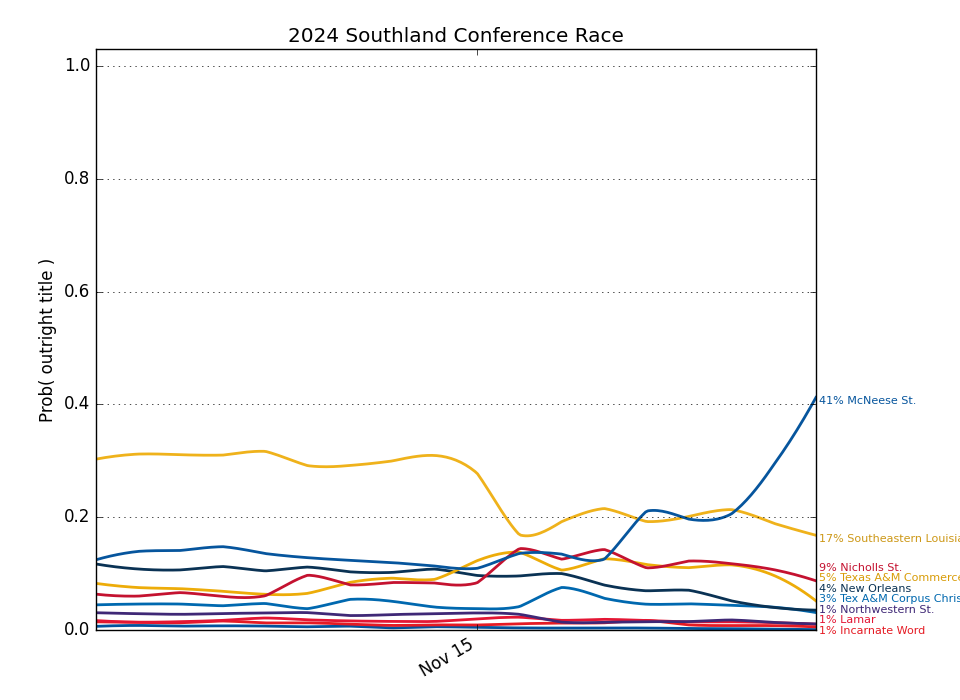 2024 Southland Conference Race
Prob( outright title )
1.0
0.8
0.6
0.4
0.2
0.0
Nov 15
41% McNeese St.
17% Southeastern Louisia
9% Nicholls St.
5% Texas A&M Commerce
4% New Orleans
3% Tex A&M Corpus Chris
1% Northwestern St.
1% Lamar
1% Incarnate Word